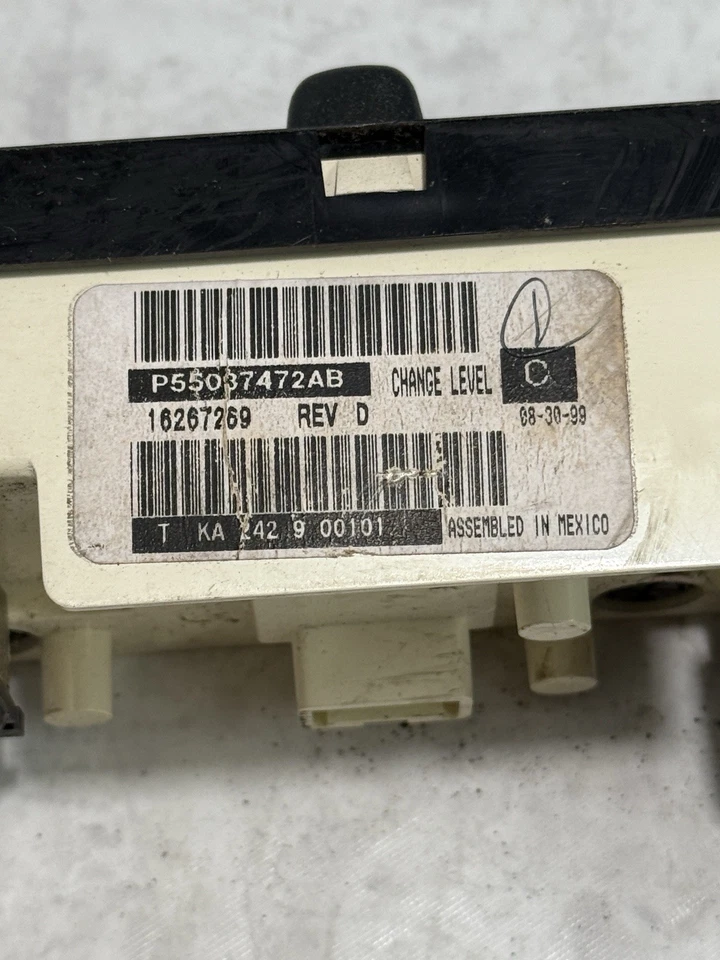 P55037472AB CHANGE LEVEL C
16267269 REV D 08-30-99
T KA 242 9 00101 ASSEMBLED IN MEXICO